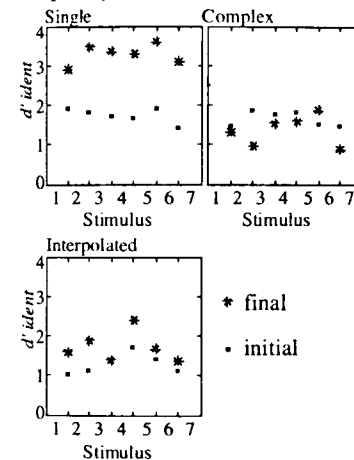 Single
Complex
4
3
2
1
0
d' ident
1 2 3 4 5 6 7
Stimulus
1 2 3 4 5 6 7
Stimulus
Interpolated
4
3
2
1
0
d' ident
1 2 3 4 5 6 7
Stimulus
final
initial